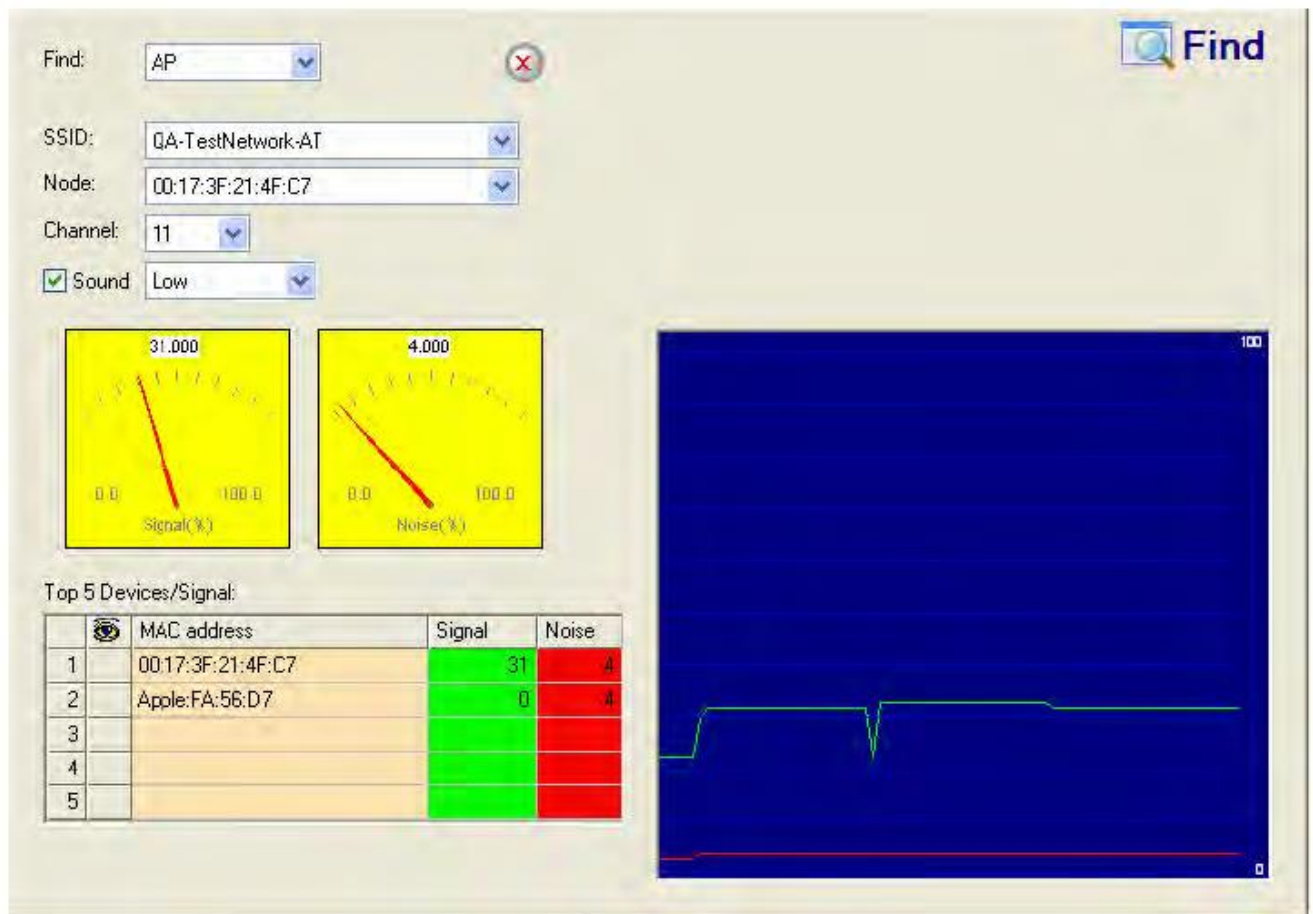 Find
Find: AP
SSID: QA-TestNetwork-AT
Node: 00:17:3F:21:4F:C7
Channel: 11
Sound Low
31.000
0.0 100.0
Signal(%)
4.000
0.0 100.0
Noise(%)
100
0
Top 5 Devices/Signal:
MAC address Signal Noise
1 00:17:3F:21:4F:C7 31 4
2 Apple:FA:56:D7 0 4
3
4
5